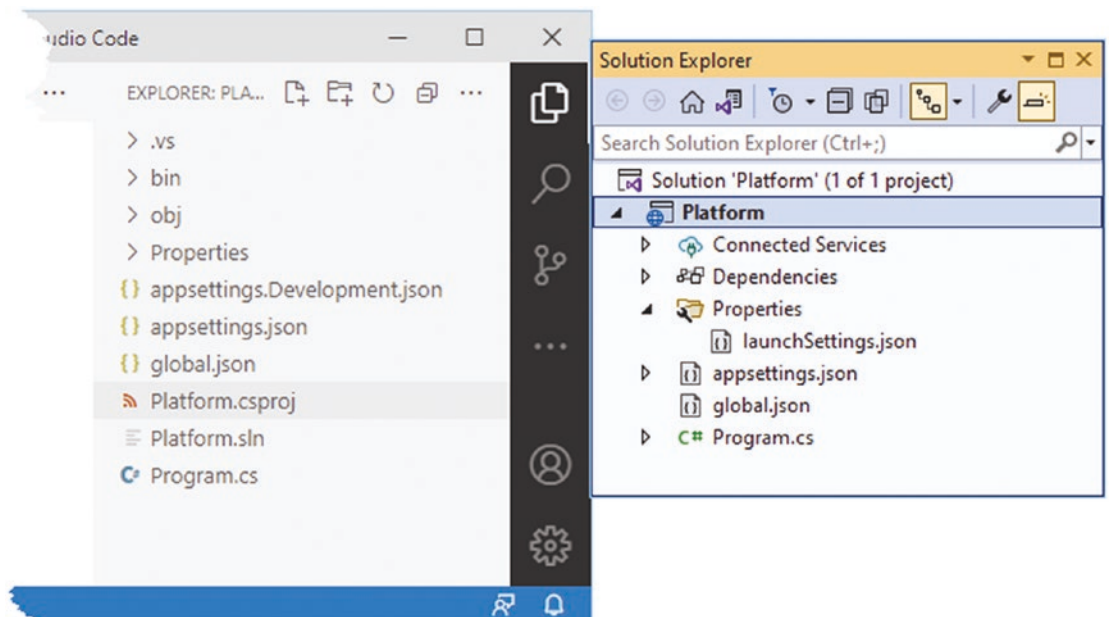 udio Code
EXPLORER: PLA...
.vs
bin
obj
Properties
appsettings.Development.json
appsettings.json
global.json
Platform.csproj
Platform.sln
Program.cs
Solution Explorer
Search Solution Explorer (Ctrl+;)
Solution 'Platform' (1 of 1 project)
Platform
Connected Services
Dependencies
Properties
launchSettings.json
appsettings.json
global.json
C# Program.cs